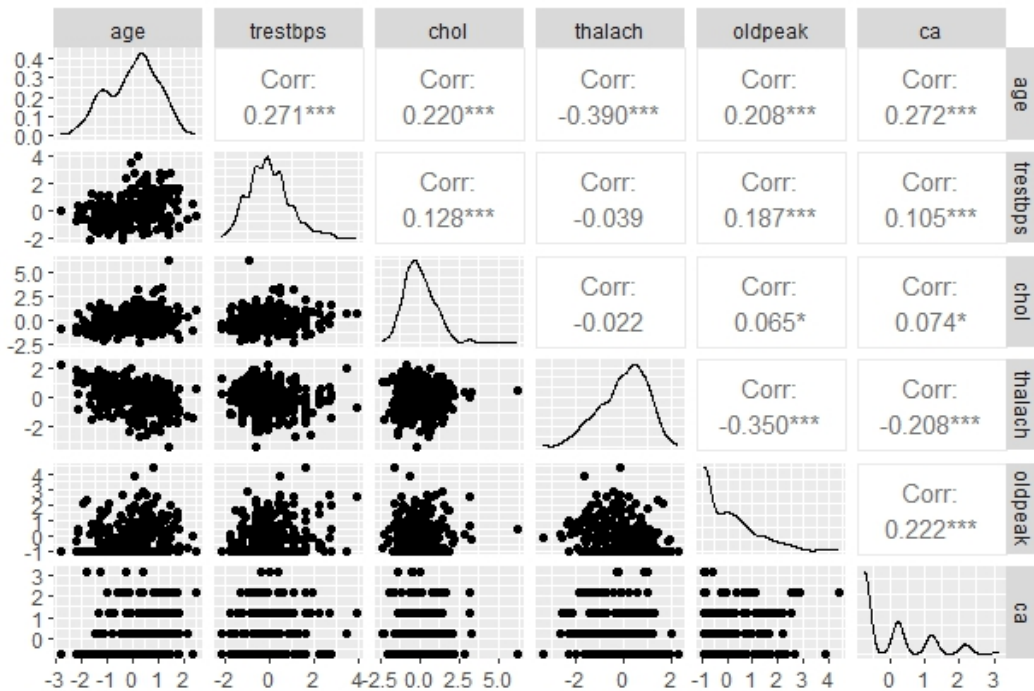 age trestbps chol thalach oldpeak ca
0.4
0.3
0.2
0.1
0.0
Corr: Corr: Corr: Corr: Corr:
0.271*** 0.220*** -0.390*** 0.208*** 0.272***
age
4
2
0
-2
Corr: Corr: Corr: Corr:
0.128*** -0.039 0.187*** 0.105***
trestbps
5.0
2.5
0.0
-2.5
Corr: Corr: Corr:
-0.022 0.065* 0.074*
chol
2
0
-2
Corr: Corr:
-0.350*** -0.208***
thalach
4
3
2
1
0
-1
Corr:
0.222***
oldpeak
3
2
1
0
ca
-3 -2 -1 0 1 2 -2 0 2 4 -2.5 0.0 2.5 5.0 -2 0 2 -1 0 1 2 3 4 0 1 2 3